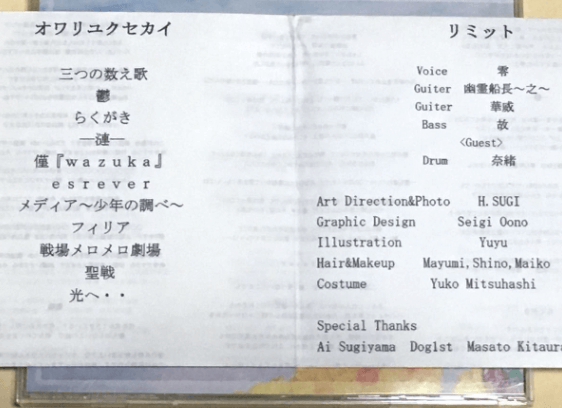 オワリユクセカイ
三つの数え歌
鬱
らくがき
―漣―
僅『ｗａｚｕｋａ』
ｅｓｒｅｖｅｒ
メディア～少年の調べ～
フィリア
戦場メロメロ劇場
聖戦
光へ・・
リミット
Voice 零
Guiter 幽霊船長～之～
Guiter 華威
Bass 故
<Guest>
Drum 奈緒
Art Direction&Photo H.SUGI
Graphic Design Seigi Oono
Illustration Yuyu
Hair&Makeup Mayumi,Shino,Maiko
Costume Yuko Mitsuhashi
Special Thanks
Ai Sugiyama Dog1st Masato Kitaura